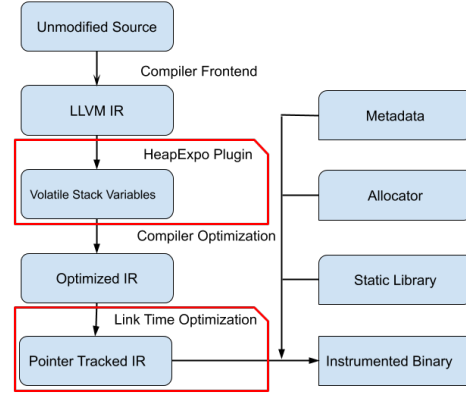 Unmodified Source
Compiler Frontend
LLVM IR
Metadata
HeapExpo Plugin
Volatile Stack Variables
Allocator
Compiler Optimization
Optimized IR
Static Library
Link Time Optimization
Pointer Tracked IR
Instrumented Binary